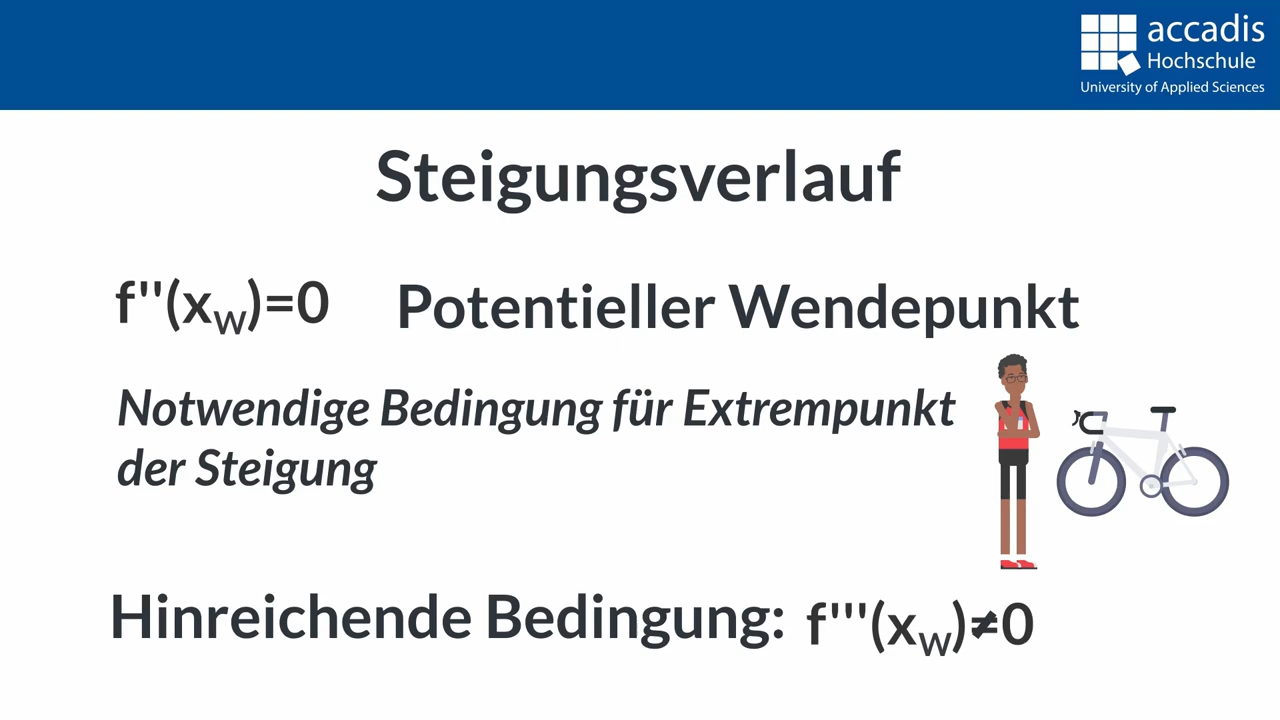 accadis
Hochschule
University of Applied Sciences
Steigungsverlauf
f''(xw)=0 Potentieller Wendepunkt
Notwendige Bedingung für Extrempunkt
der Steigung
Hinreichende Bedingung: f'''(xw)≠0